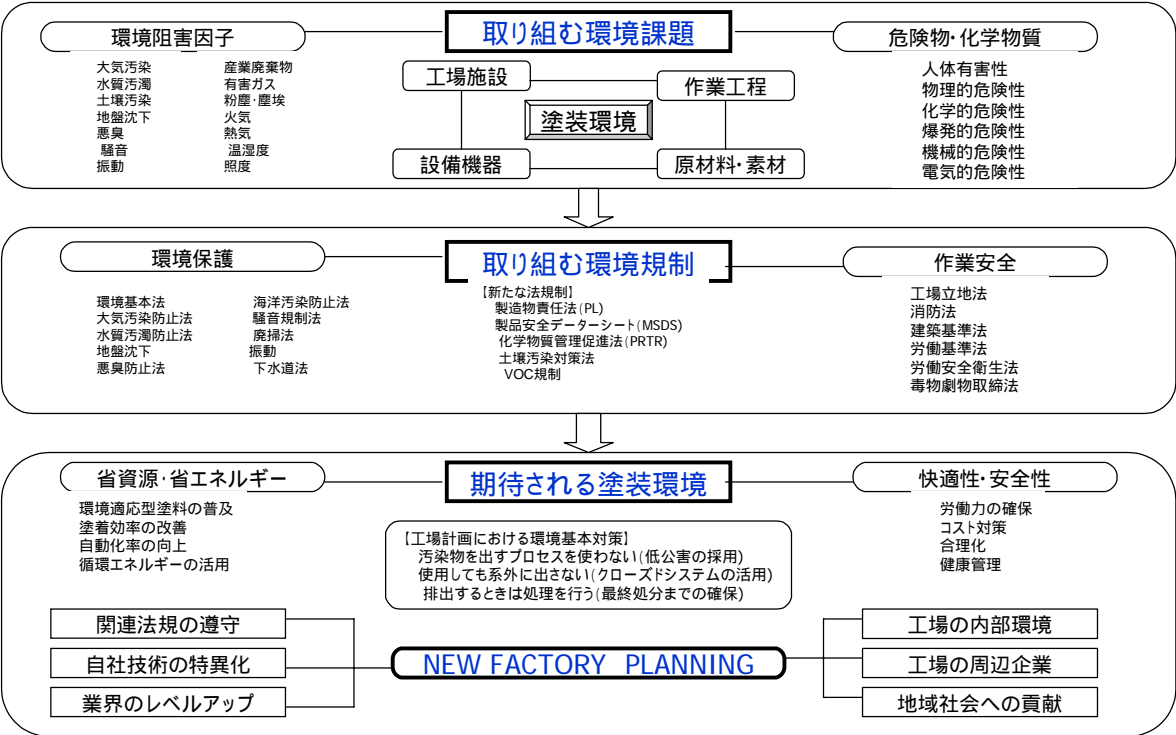 取り組む環境課題
環境阻害因子
大気汚染 産業廃棄物
水質汚濁 有害ガス
土壌汚染 粉塵・塵埃
地盤沈下 火気
悪臭 熱気
騒音 温湿度
振動 照度
工場施設
作業工程
塗装環境
設備機器
原材料・素材
危険物・化学物質
人体有害性
物理的危険性
化学的危険性
爆発的危険性
機械的危険性
電気的危険性
取り組む環境規制
環境保護
環境基本法 海洋汚染防止法
大気汚染防止法 騒音規制法
水質汚濁防止法 廃掃法
地盤沈下 振動
悪臭防止法 下水道法
【新たな法規制】
製造物責任法(PL)
製品安全データーシート(MSDS)
化学物質管理促進法(PRTR)
土壌汚染対策法
VOC規制
作業安全
工場立地法
消防法
建築基準法
労働基準法
労働安全衛生法
毒物劇物取締法
期待される塗装環境
省資源・省エネルギー
環境適応型塗料の普及
塗着効率の改善
自動化率の向上
循環エネルギーの活用
【工場計画における環境基本対策】
汚染物を出すプロセスを使わない(低公害の採用)
使用しても系外に出さない(クローズドシステムの活用)
排出するときは処理を行う(最終処分までの確保)
快適性・安全性
労働力の確保
コスト対策
合理化
健康管理
関連法規の遵守
自社技術の特異化
業界のレベルアップ
NEW FACTORY PLANNING
工場の内部環境
工場の周辺企業
地域社会への貢献